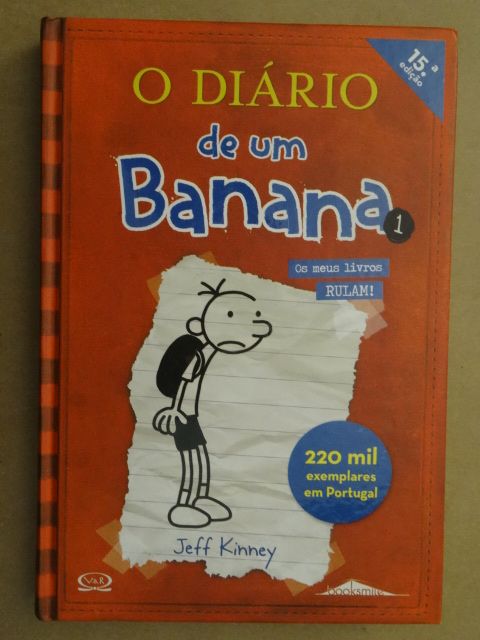 15.ª
edição
O DIÁRIO
de um
Banana
1
Os meus livros
RULAM!
220 mil
exemplares
em Portugal
Jeff Kinney
V&R
booksmile